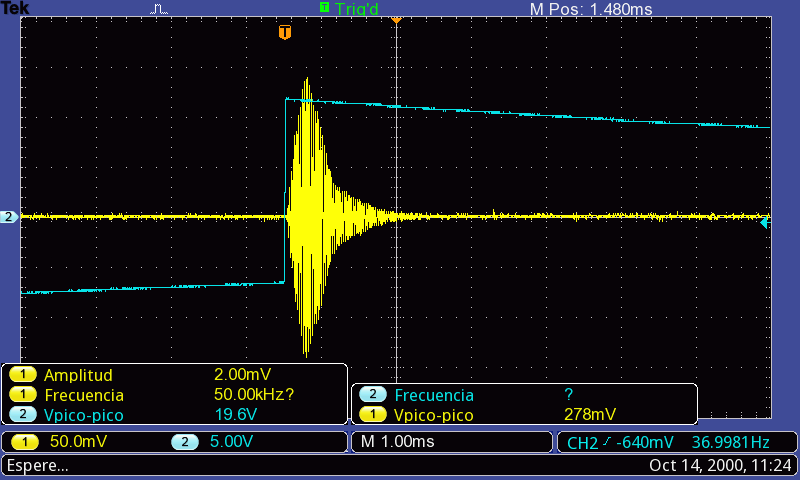 Tek T Trig'd M Pos: 1.480ms
T
2
1 Amplitud 2.00mV
1 Frecuencia 50.00kHz?
2 Vpico-pico 19.6V
2 Frecuencia ?
1 Vpico-pico 278mV
1 50.0mV 2 5.00V M 1.00ms CH2 -640mV 36.9981Hz
Espere... Oct 14, 2000, 11:24